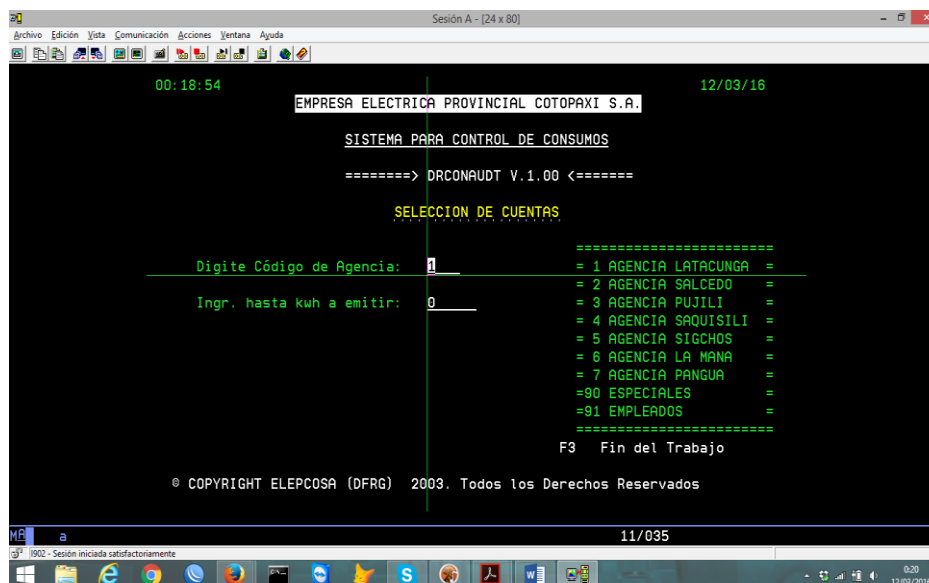 Sesión A - [24 x 80]
Archivo Edición Vista Comunicación Acciones Ventana Ayuda
00:18:54 12/03/16
EMPRESA ELECTRICA PROVINCIAL COTOPAXI S.A.
SISTEMA PARA CONTROL DE CONSUMOS
========> DRCONAUDT V.1.00 <=======
SELECCION DE CUENTAS
========================
Digite Código de Agencia: 1 = 1 AGENCIA LATACUNGA =
= 2 AGENCIA SALCEDO =
Ingr. hasta kwh a emitir: 0 = 3 AGENCIA PUJILI =
= 4 AGENCIA SAQUISILI =
= 5 AGENCIA SIGCHOS =
= 6 AGENCIA LA MANA =
= 7 AGENCIA PANGUA =
=90 ESPECIALES =
=91 EMPLEADOS =
========================
F3 Fin del Trabajo
© COPYRIGHT ELEPCOSA (DFRG) 2003. Todos los Derechos Reservados
MA a 11/035
I902 - Sesión iniciada satisfactoriamente
0:20
12/03/2016